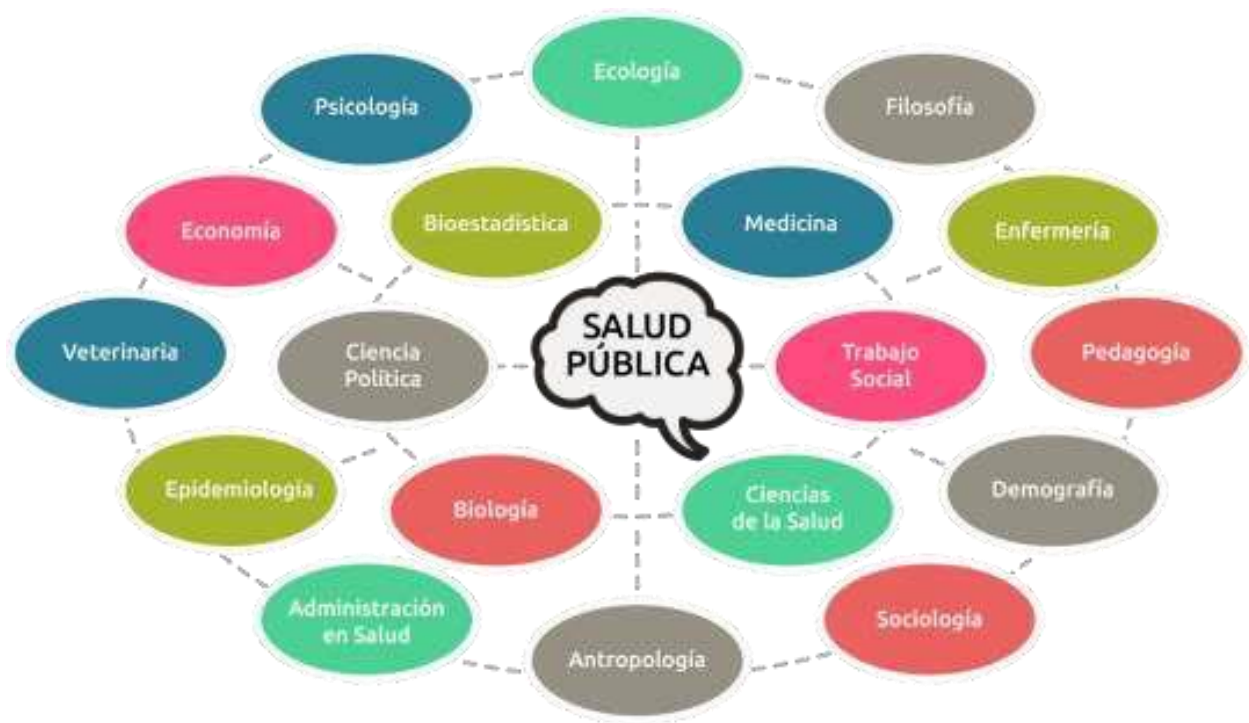 Ecología
Psicología
Filosofía
Economía
Bioestadística
Medicina
Enfermería
Veterinaria
Ciencia
Política
SALUD
PÚBLICA
Trabajo
Social
Pedagogía
Epidemiología
Biología
Ciencias
de la Salud
Demografía
Administración
en Salud
Antropología
Sociología